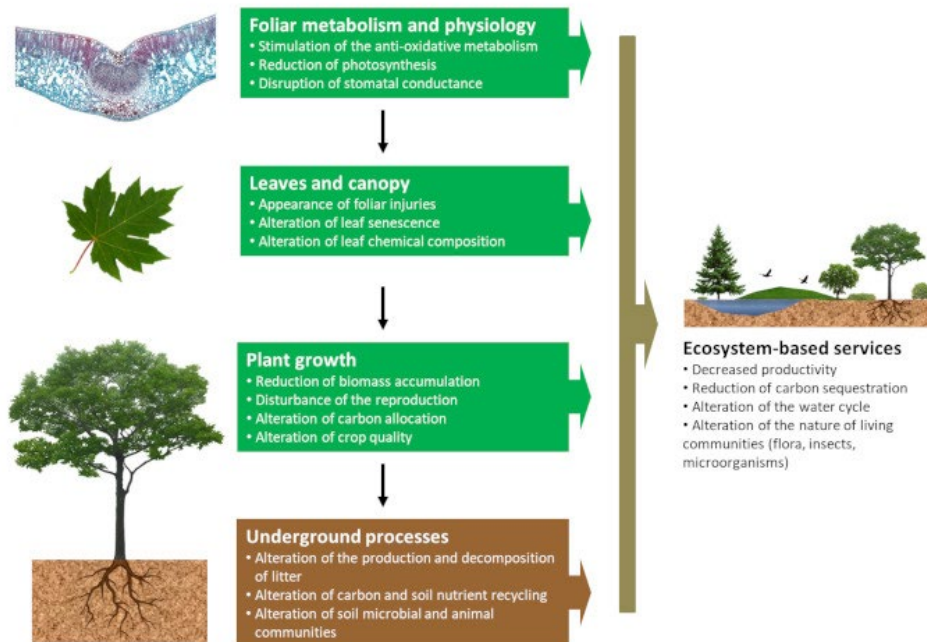 Foliar metabolism and physiology
• Stimulation of the anti-oxidative metabolism
• Reduction of photosynthesis
• Disruption of stomatal conductance
Leaves and canopy
• Appearance of foliar injuries
• Alteration of leaf senescence
• Alteration of leaf chemical composition
Plant growth
• Reduction of biomass accumulation
• Disturbance of the reproduction
• Alteration of carbon allocation
• Alteration of crop quality
Underground processes
• Alteration of the production and decomposition
of litter
• Alteration of carbon and soil nutrient recycling
• Alteration of soil microbial and animal
communities
Ecosystem-based services
• Decreased productivity
• Reduction of carbon sequestration
• Alteration of the water cycle
• Alteration of the nature of living
communities (flora, insects,
microorganisms)